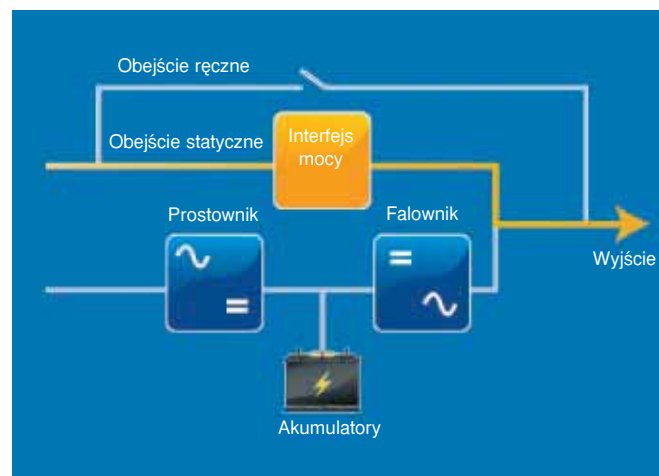 Obejście ręczne
Obejście statyczne
Interfejs
mocy
Prostownik
Falownik
Wyjście
Akumulatory